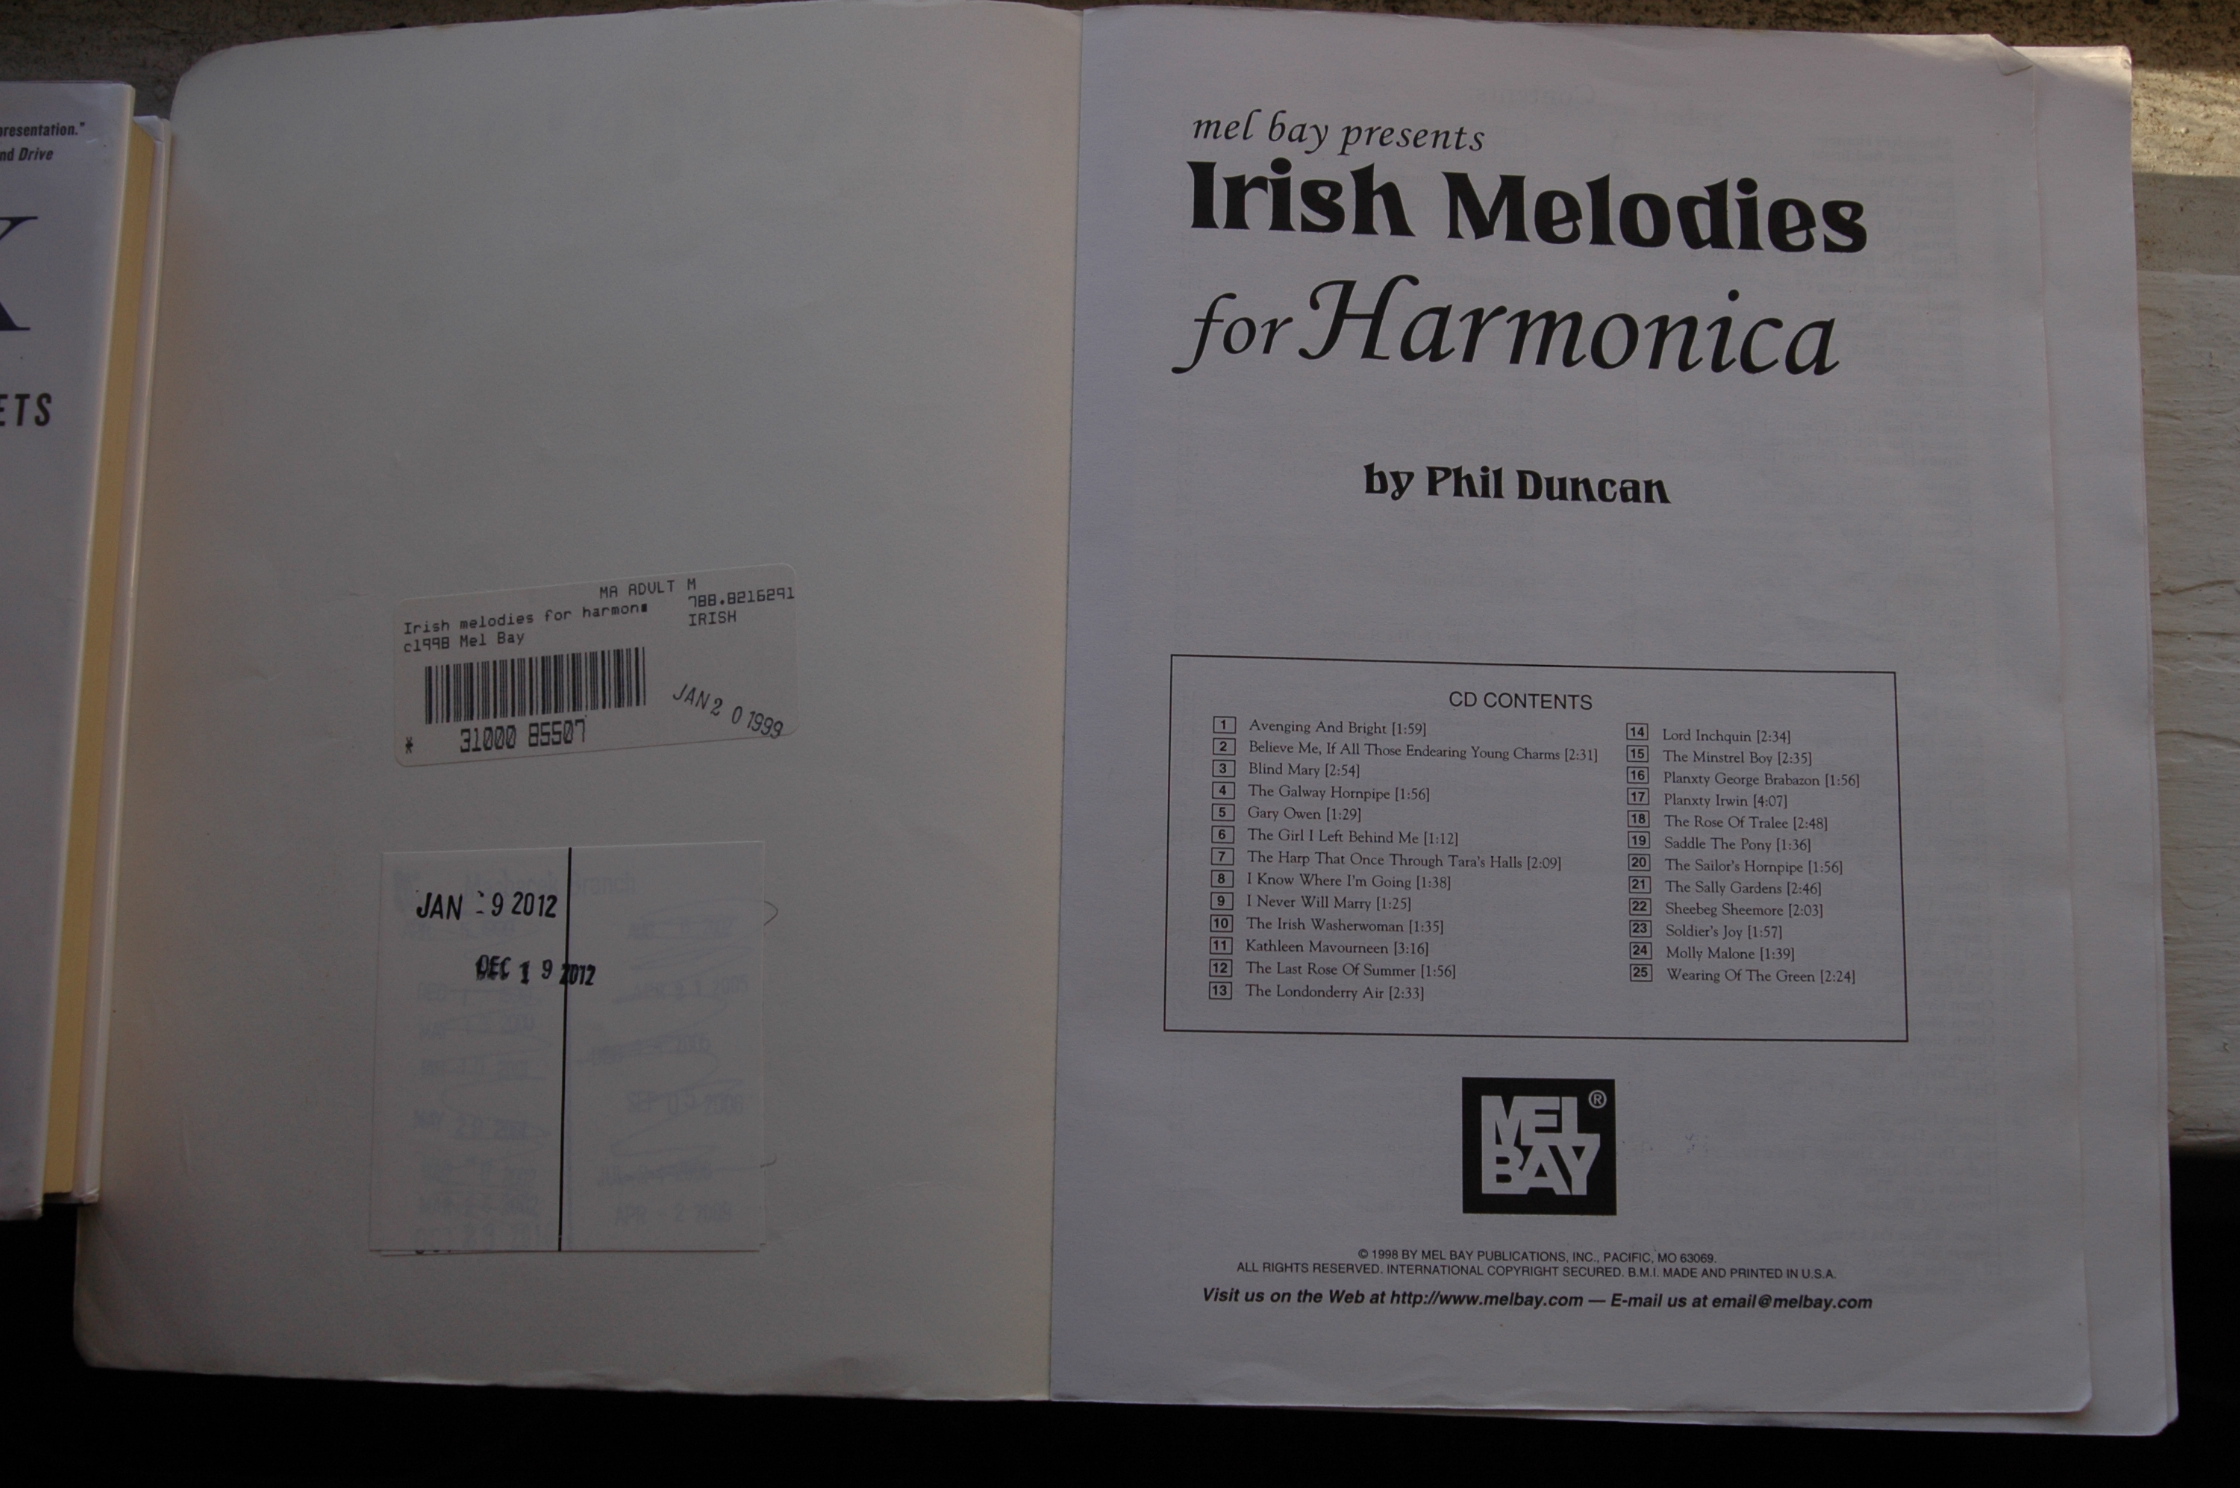 presentation."
nd Drive
X
ETS
MA ADULT M
Irish melodies for harmon
788.8216291
c1998 Mel Bay
IRISH
31000 85507
JAN 20 1999
JAN -9 2012
DEC 19 2012
mel bay presents
Irish Melodies
for Harmonica
by Phil Duncan
CD CONTENTS
1 Avenging And Bright [1:59]
2 Believe Me, If All Those Endearing Young Charms [2:31]
3 Blind Mary [2:54]
4 The Galway Hornpipe [1:56]
5 Gary Owen [1:29]
6 The Girl I Left Behind Me [1:12]
7 The Harp That Once Through Tara's Halls [2:09]
8 I Know Where I'm Going [1:38]
9 I Never Will Marry [1:25]
10 The Irish Washerwoman [1:35]
11 Kathleen Mavourneen [3:16]
12 The Last Rose Of Summer [1:56]
13 The Londonderry Air [2:33]
14 Lord Inchquin [2:34]
15 The Minstrel Boy [2:35]
16 Planxty George Brabazon [1:56]
17 Planxty Irwin [4:07]
18 The Rose Of Tralee [2:48]
19 Saddle The Pony [1:36]
20 The Sailor's Hornpipe [1:56]
21 The Sally Gardens [2:46]
22 Sheebeg Sheemore [2:03]
23 Soldier's Joy [1:57]
24 Molly Malone [1:39]
25 Wearing Of The Green [2:24]
MEL
BAY ®
© 1998 BY MEL BAY PUBLICATIONS, INC., PACIFIC, MO 63069.
ALL RIGHTS RESERVED. INTERNATIONAL COPYRIGHT SECURED. B.M.I. MADE AND PRINTED IN U.S.A.
Visit us on the Web at http://www.melbay.com — E-mail us at email@melbay.com